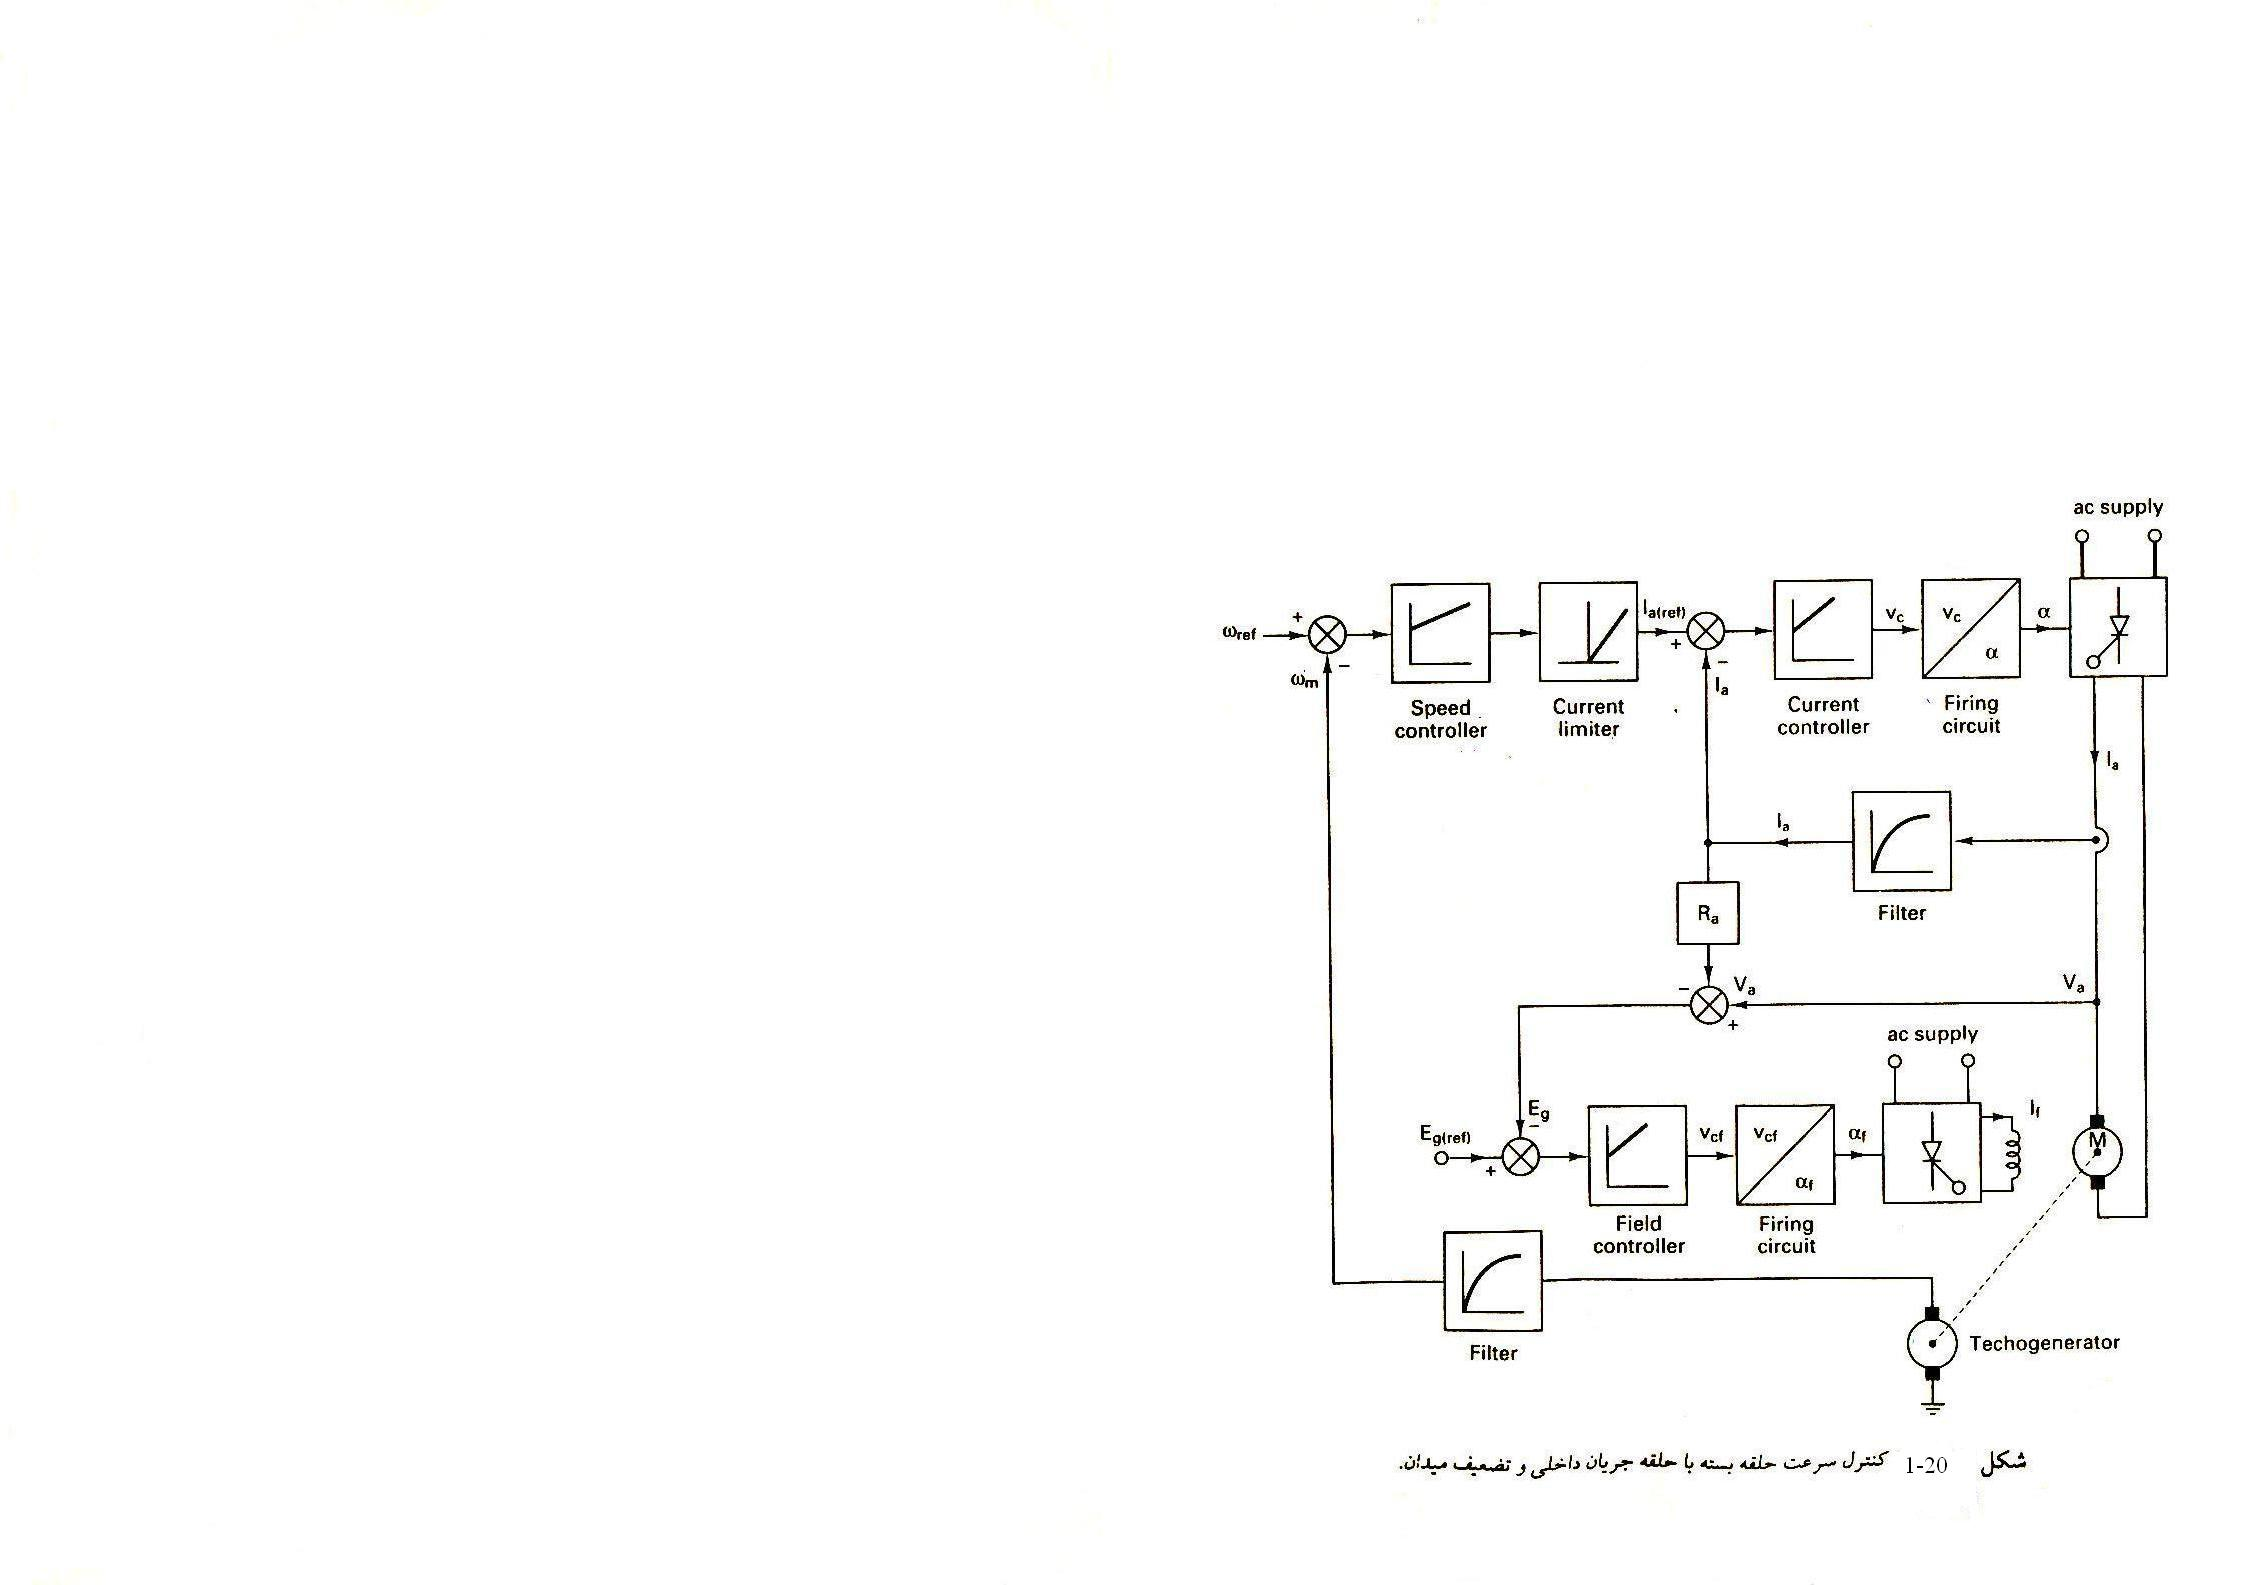 ac supply
ωref
+
−
ωm
Speed
controller
Current
limiter
Ia(ref)
+
−
Ia
Current
controller
vc
vc
α
Firing
circuit
α
Ia
Ia
Filter
Ra
−
Va
+
Va
ac supply
Eg
−
Eg(ref)
+
Field
controller
vcf
vcf
αf
Firing
circuit
αf
If
M
Filter
Techogenerator
شکل 1-20 کنترل سرعت حلقه بسته با حلقه جریان داخلی و تضعیف میدان.